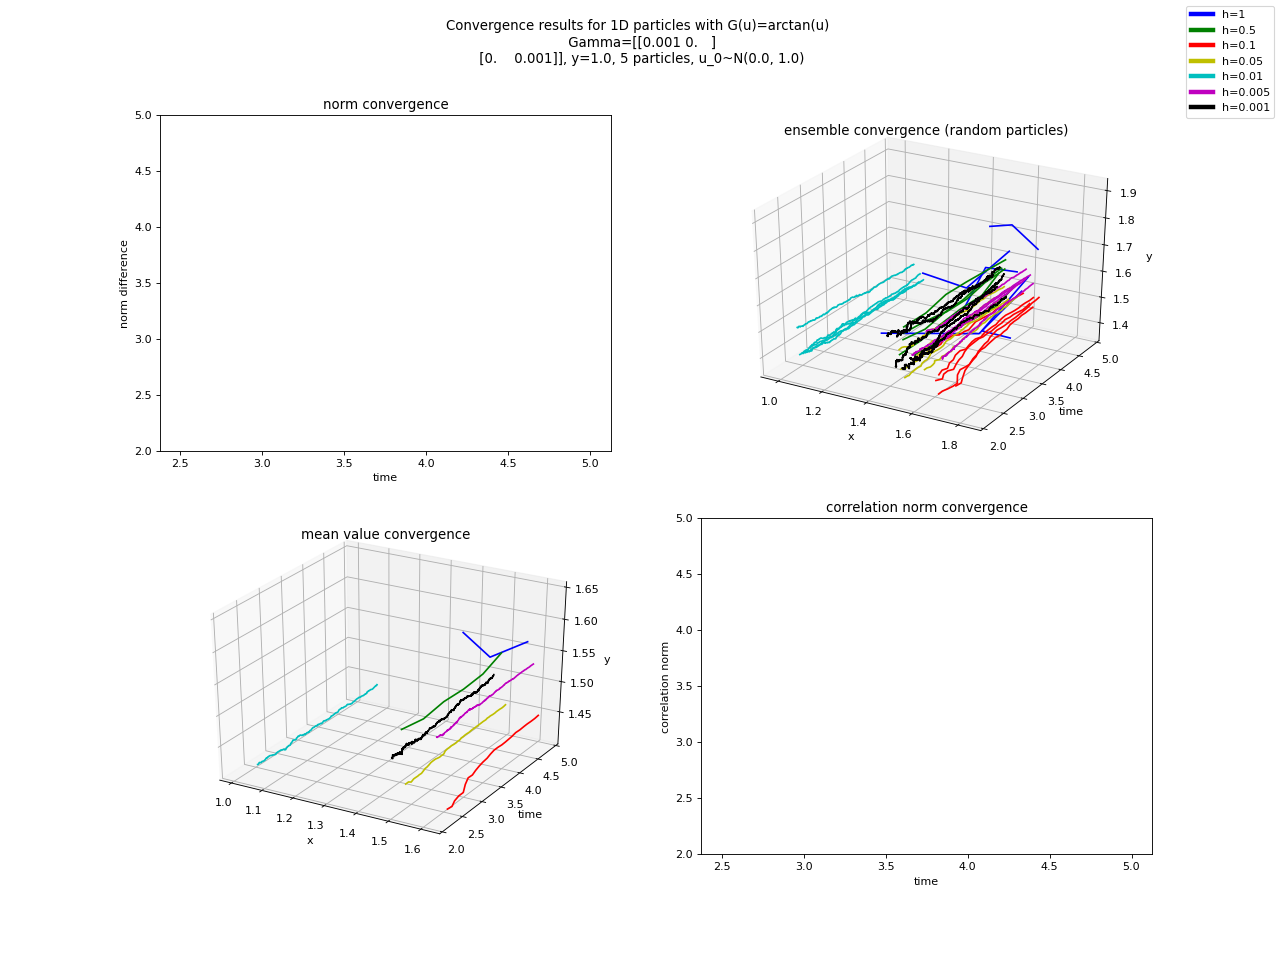 Convergence results for 1D particles with G(u)=arctan(u)
Gamma=[[0.001 0.   ]
[0.    0.001]], y=1.0, 5 particles, u_0~N(0.0, 1.0)
h=1
h=0.5
h=0.1
h=0.05
h=0.01
h=0.005
h=0.001
norm convergence
5.0
4.5
4.0
3.5
3.0
2.5
2.0
norm difference
2.5 3.0 3.5 4.0 4.5 5.0
time
ensemble convergence (random particles)
1.9
1.8
1.7
1.6
1.5
1.4
y
1.0 1.2 1.4 1.6 1.8
x
2.0 2.5 3.0 3.5 4.0 4.5 5.0
time
mean value convergence
1.65
1.60
1.55
1.50
1.45
y
1.0 1.1 1.2 1.3 1.4 1.5 1.6
x
2.0 2.5 3.0 3.5 4.0 4.5 5.0
time
correlation norm convergence
5.0
4.5
4.0
3.5
3.0
2.5
2.0
correlation norm
2.5 3.0 3.5 4.0 4.5 5.0
time